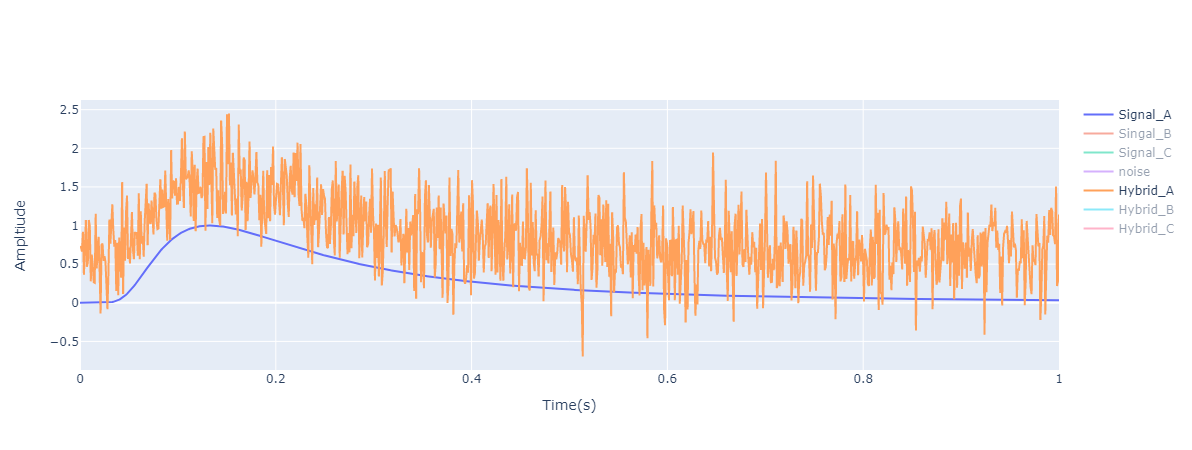 2.5
2
1.5
1
0.5
0
−0.5
0 0.2 0.4 0.6 0.8 1
Amplitiude
Time(s)
Signal_A
Singal_B
Signal_C
noise
Hybrid_A
Hybrid_B
Hybrid_C